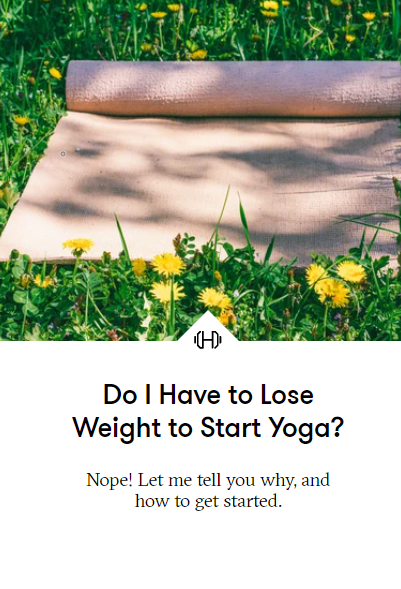 Do I Have to Lose
Weight to Start Yoga?
Nope! Let me tell you why, and
how to get started.